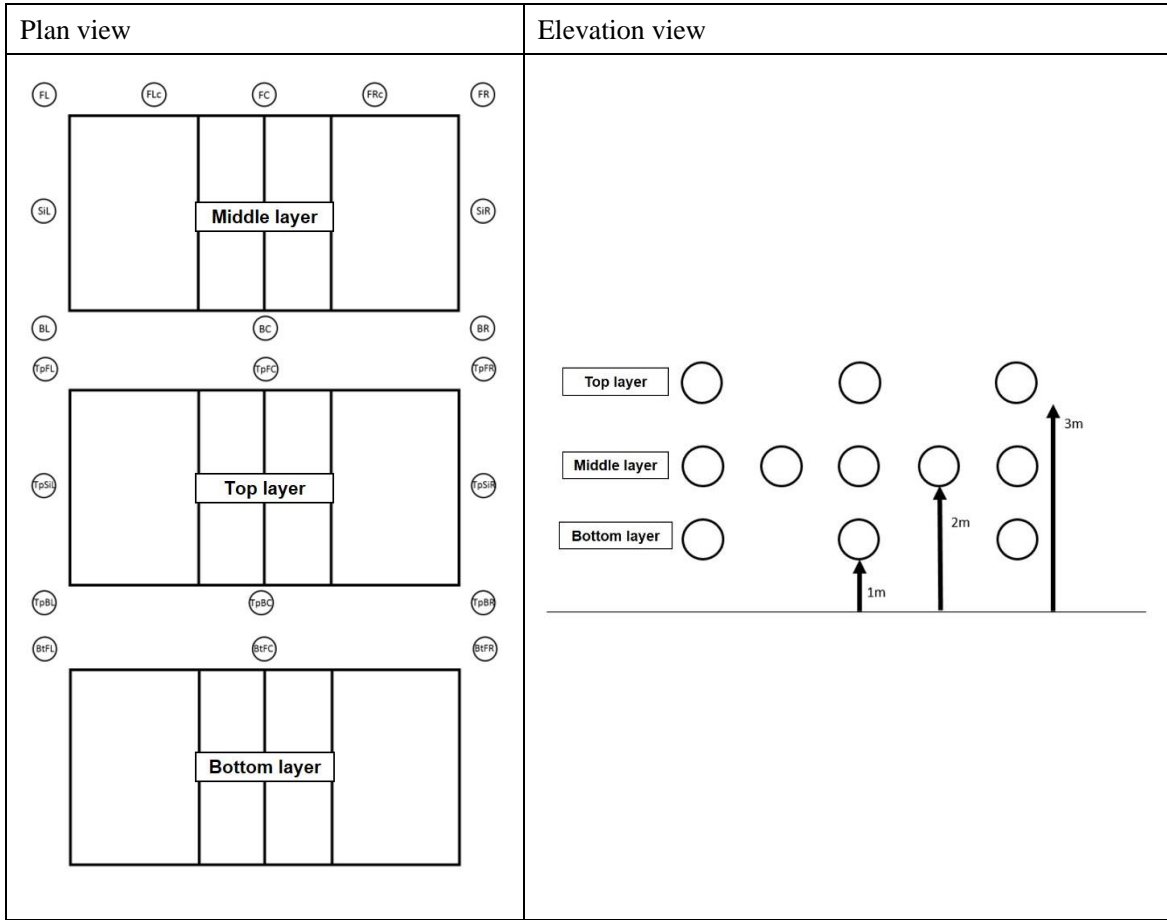 Plan view
Elevation view
FL FLc FC FRc FR
SiL SiR
Middle layer
BL BC BR
TpFL TpFC TpFR
TpSiL TpSiR
Top layer
TpBL TpBC TpBR
BtFL BtFC BtFR
Bottom layer
Top layer
3m
Middle layer
2m
Bottom layer
1m